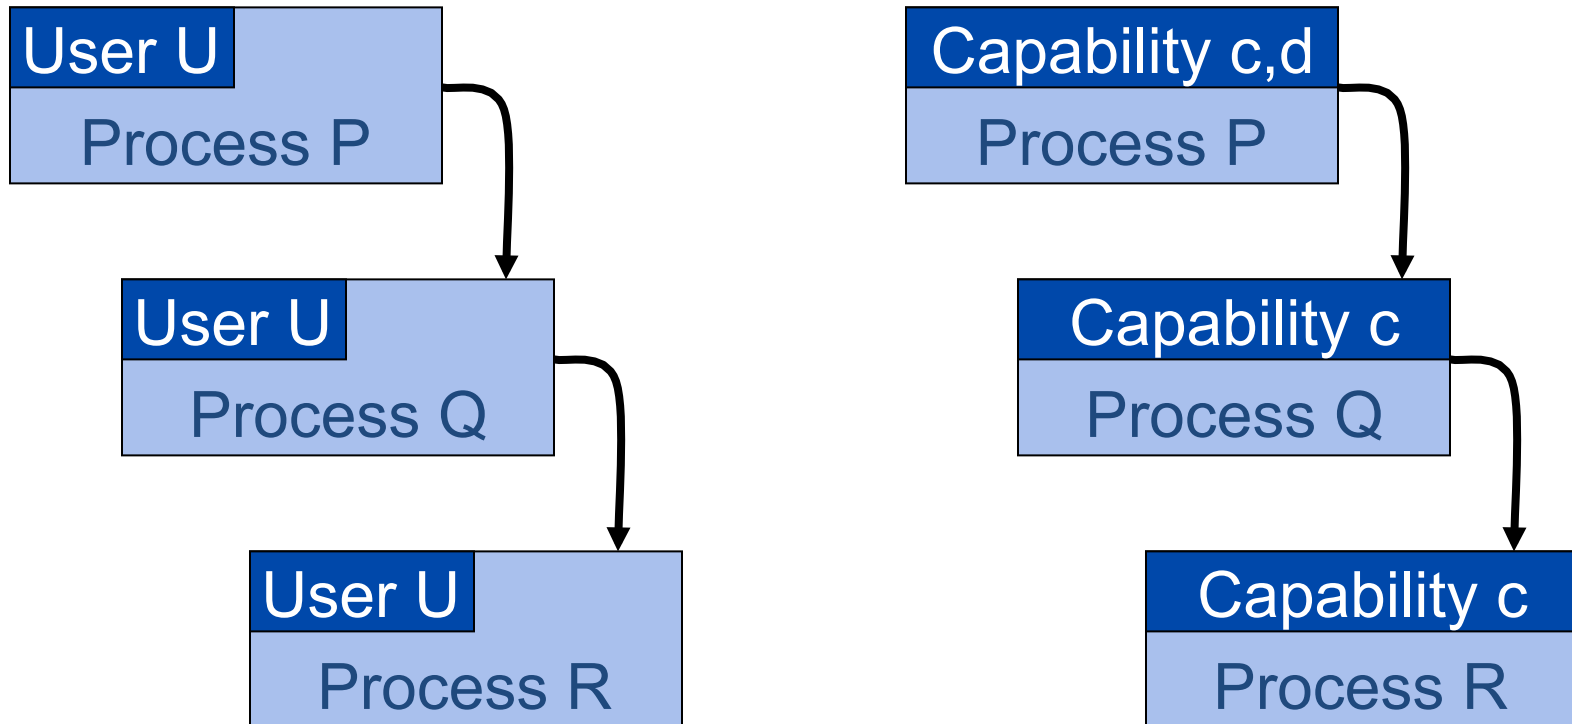 User U
Process P
User U
Process Q
User U
Process R
Capability c,d
Process P
Capability c
Process Q
Capability c
Process R